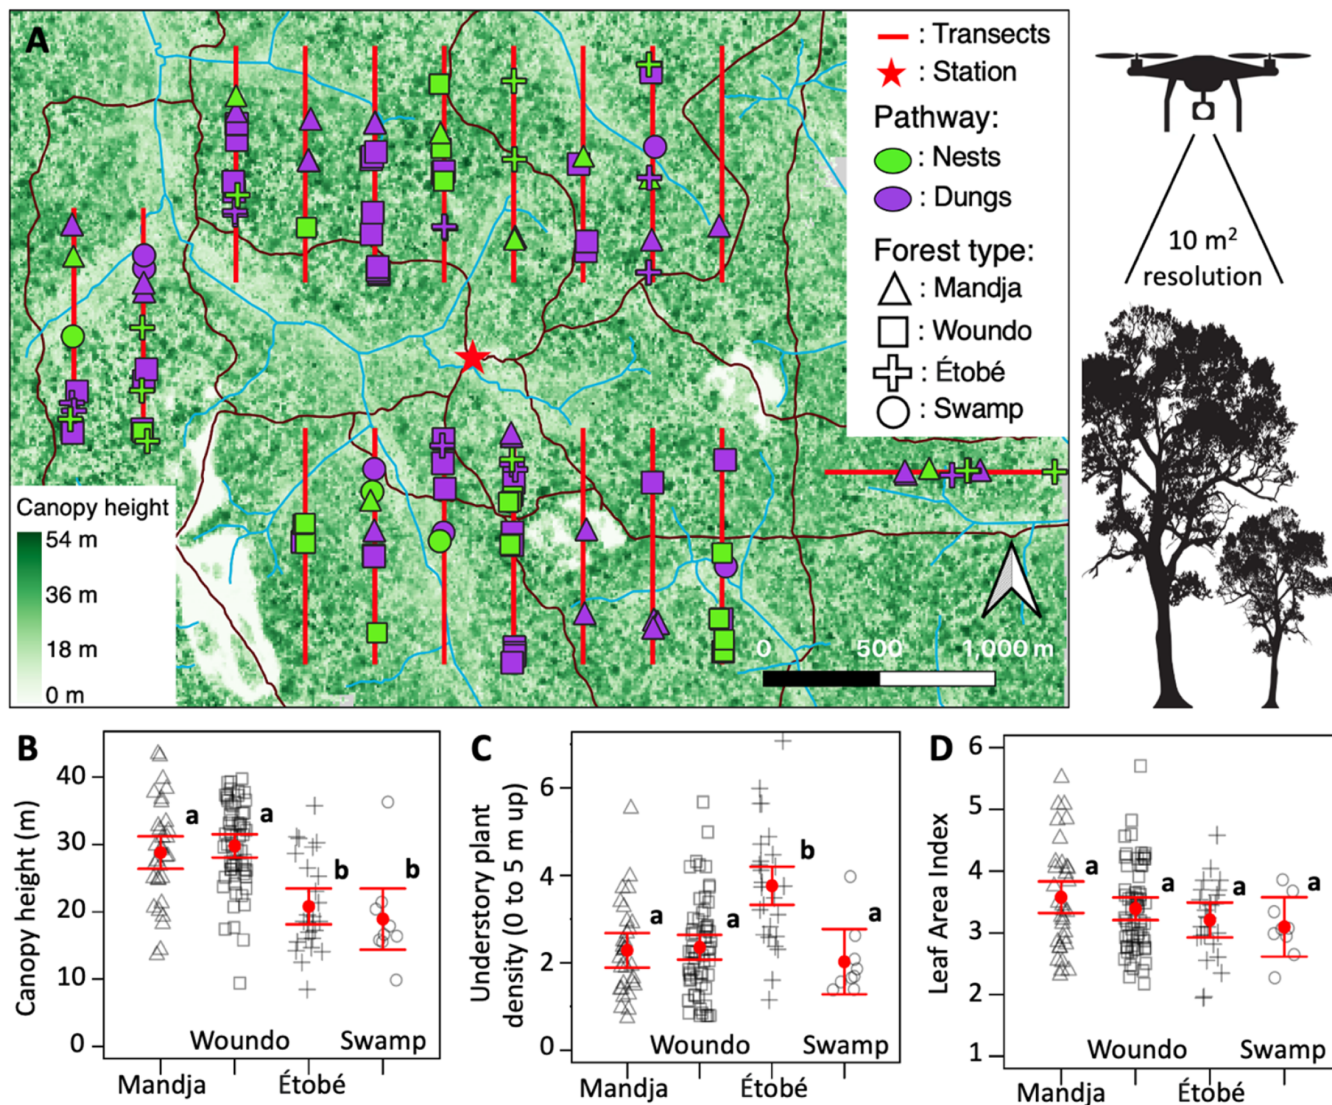 A
: Transects
: Station
Pathway:
: Nests
: Dungs
Forest type:
: Mandja
: Woundo
: Étobé
: Swamp
10 m²
resolution
Canopy height
54 m
36 m
18 m
0 m
0 500 1,000 m
B
Canopy height (m)
40
30
20
10
0
a
a
b
b
Mandja
Woundo
Étobé
Swamp
C
Understory plant
density (0 to 5 m up)
6
4
2
0
a
a
b
a
Mandja
Woundo
Étobé
Swamp
D
Leaf Area Index
6
5
4
3
2
1
a
a
a
a
Mandja
Woundo
Étobé
Swamp